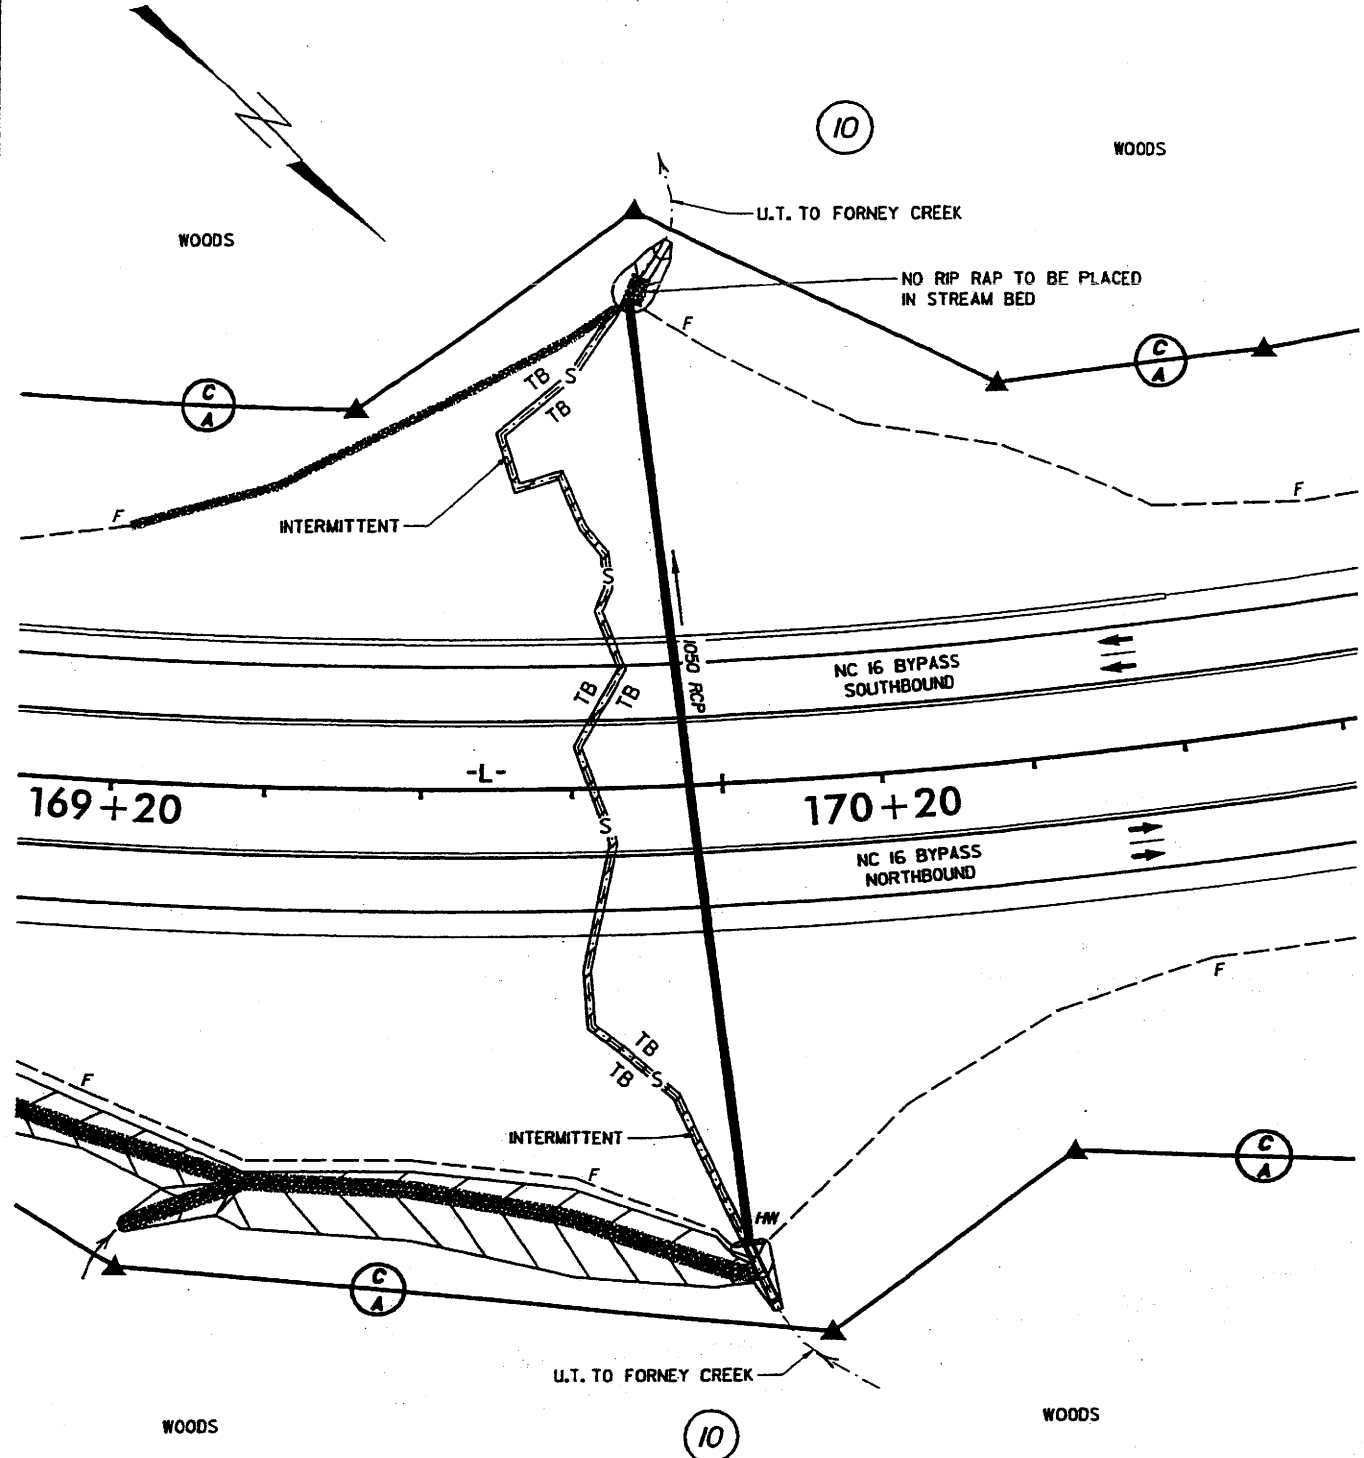 10
WOODS
U.T. TO FORNEY CREEK
WOODS
NO RIP RAP TO BE PLACED
IN STREAM BED
F
C
A
TB
S
TB
C
A
F
F
INTERMITTENT
S
1050 RCP
NC 16 BYPASS
SOUTHBOUND
TB
TB
-L-
169+20
170+20
S
NC 16 BYPASS
NORTHBOUND
F
TB
TB
S
F
INTERMITTENT
C
A
F
HW
C
A
U.T. TO FORNEY CREEK
WOODS
10
WOODS